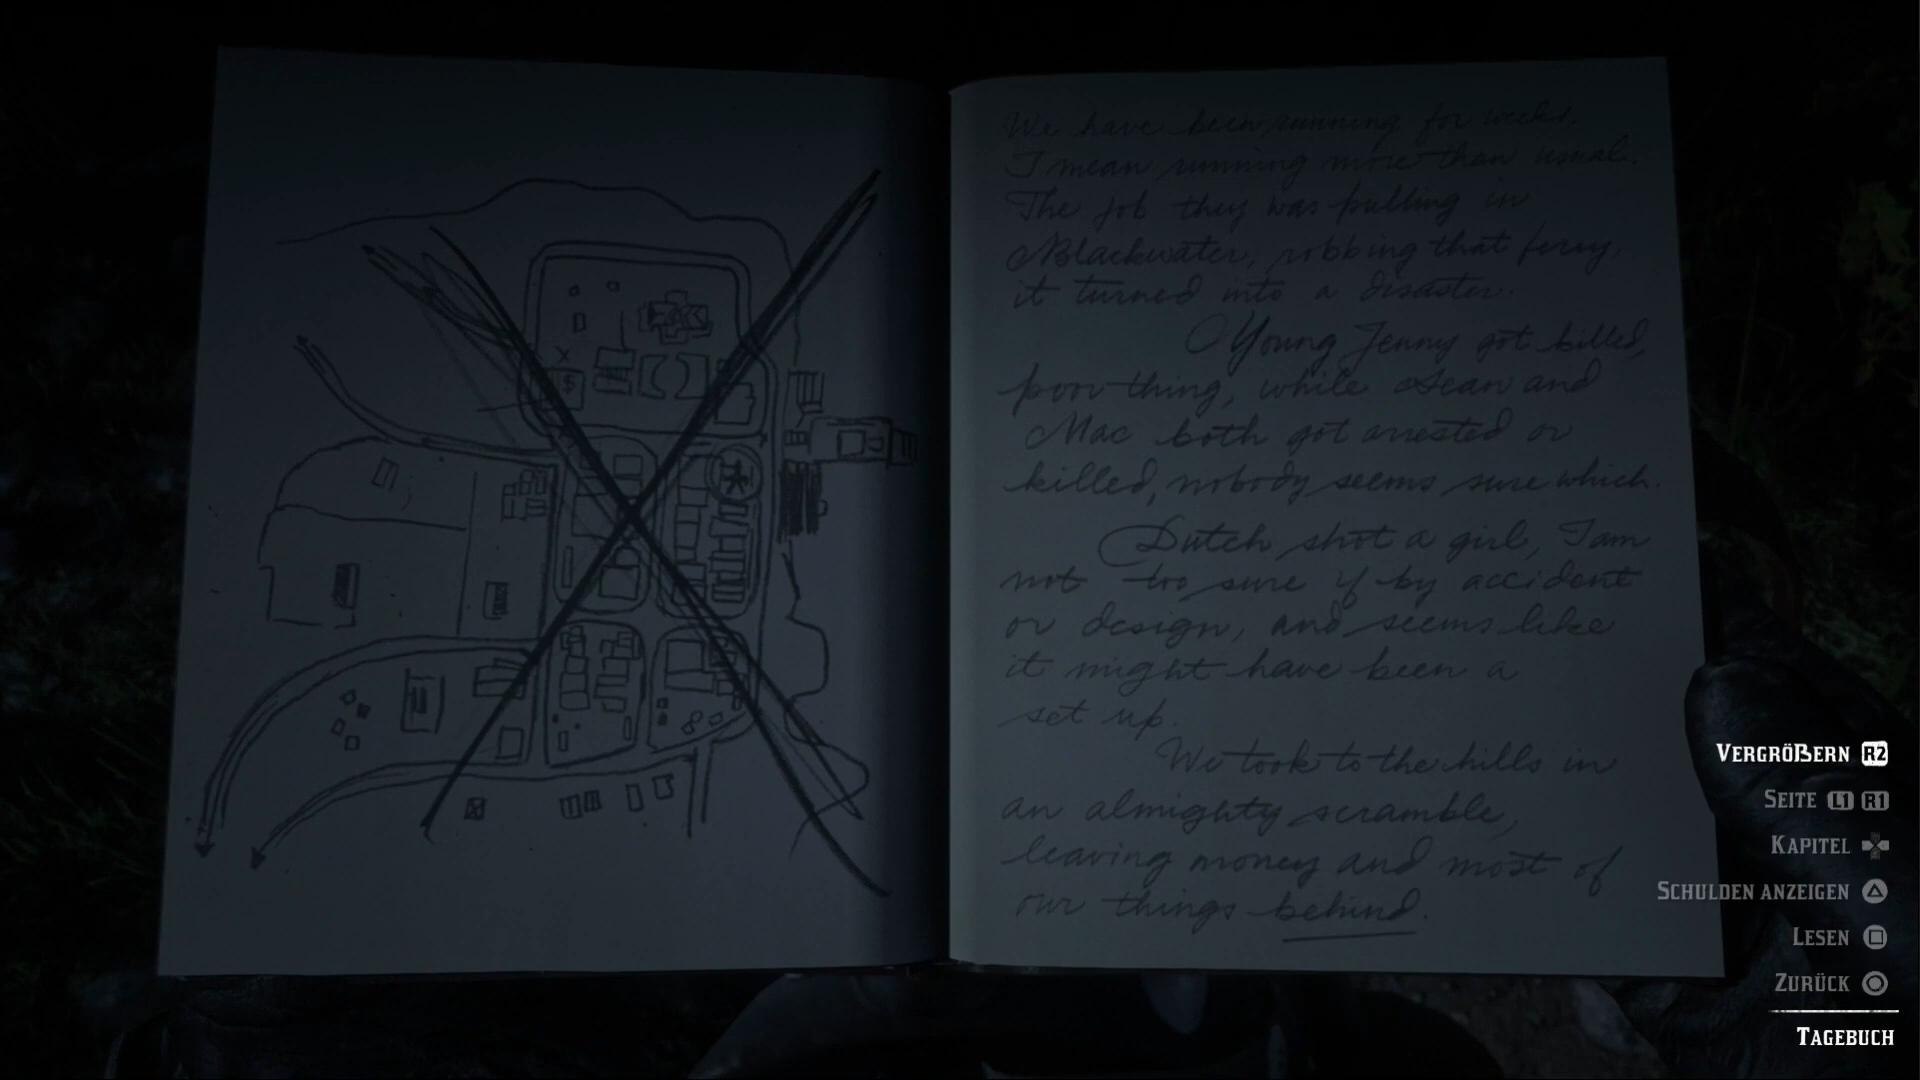 We have been running for weeks.
I mean running more than usual.
The job they was pulling in
Blackwater, robbing that ferry,
it turned into a disaster.
Young Jenny got killed,
poor thing, while Sean and
Mac both got arrested or
killed, nobody seems sure which.
Dutch shot a girl, I am
not too sure if by accident
or design, and seems like
it might have been a
set up.
We took to the hills in
an almighty scramble,
leaving money and most of
our things behind.
$
VERGRÖßERN R2
SEITE L1 R1
KAPITEL
SCHULDEN ANZEIGEN
LESEN
ZURÜCK
TAGEBUCH